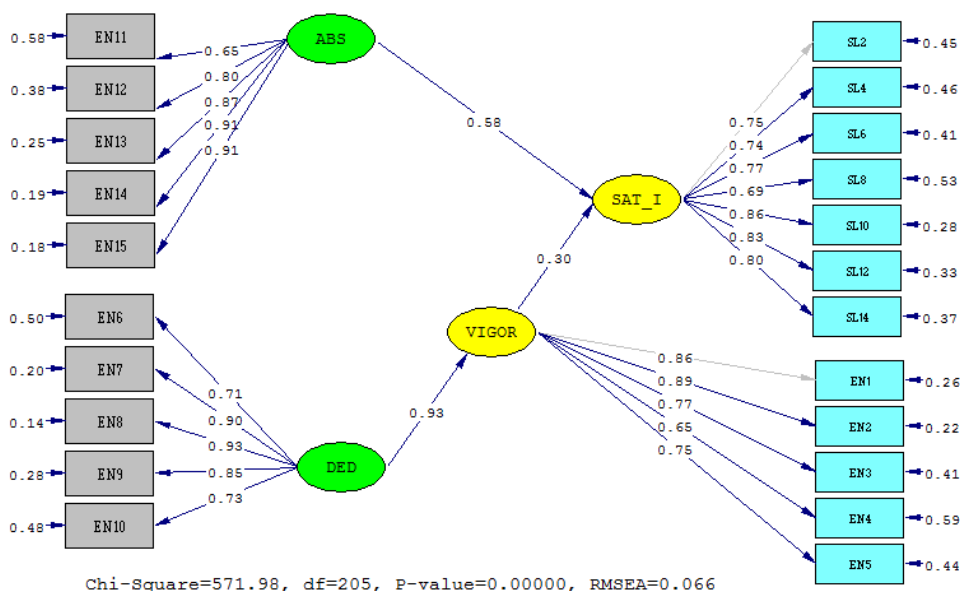 0.58 EN11
0.38 EN12
0.25 EN13
0.19 EN14
0.18 EN15
0.65
0.80
0.87
0.91
0.91
ABS
0.58
0.50 EN6
0.20 EN7
0.14 EN8
0.28 EN9
0.48 EN10
0.71
0.90
0.93
0.85
0.73
DED
0.93
VIGOR
0.30
SAT_I
0.75
0.74
0.77
0.69
0.86
0.83
0.80
SL2 0.45
SL4 0.46
SL6 0.41
SL8 0.53
SL10 0.28
SL12 0.33
SL14 0.37
0.86
0.89
0.77
0.65
0.75
EN1 0.26
EN2 0.22
EN3 0.41
EN4 0.59
EN5 0.44
Chi-Square=571.98, df=205, P-value=0.00000, RMSEA=0.066